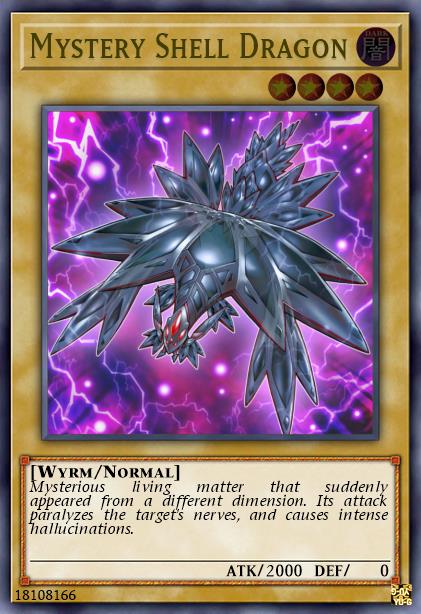 Mystery Shell Dragon
DARK
闇
[Wyrm/Normal]
Mysterious living matter that suddenly
appeared from a different dimension. Its attack
paralyzes the target's nerves, and causes intense
hallucinations.
ATK/2000 DEF/ 0
18108166